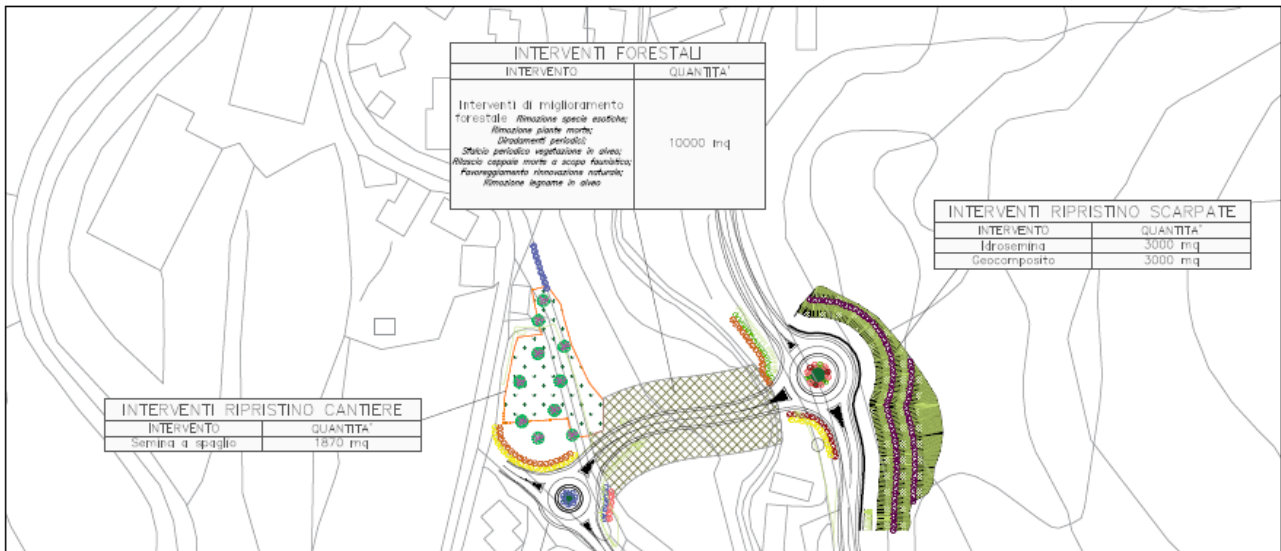 INTERVENTI FORESTALI
INTERVENTO QUANTITA'
Interventi di miglioramento
forestale Rimozione specie esotiche;
Rimozione piante morte;
Diradamenti periodici;
Sfalcio periodico vegetazione in alveo;
Rilascio ceppaie morte a scopo faunistico;
Favoreggiamento rinnovazione naturale;
Rimozione legname in alveo
10000 mq
INTERVENTI RIPRISTINO SCARPATE
INTERVENTO QUANTITA'
Idrosemina 3000 mq
Geocomposito 3000 mq
INTERVENTI RIPRISTINO CANTIERE
INTERVENTO QUANTITA'
Semina a spaglio 1870 mq